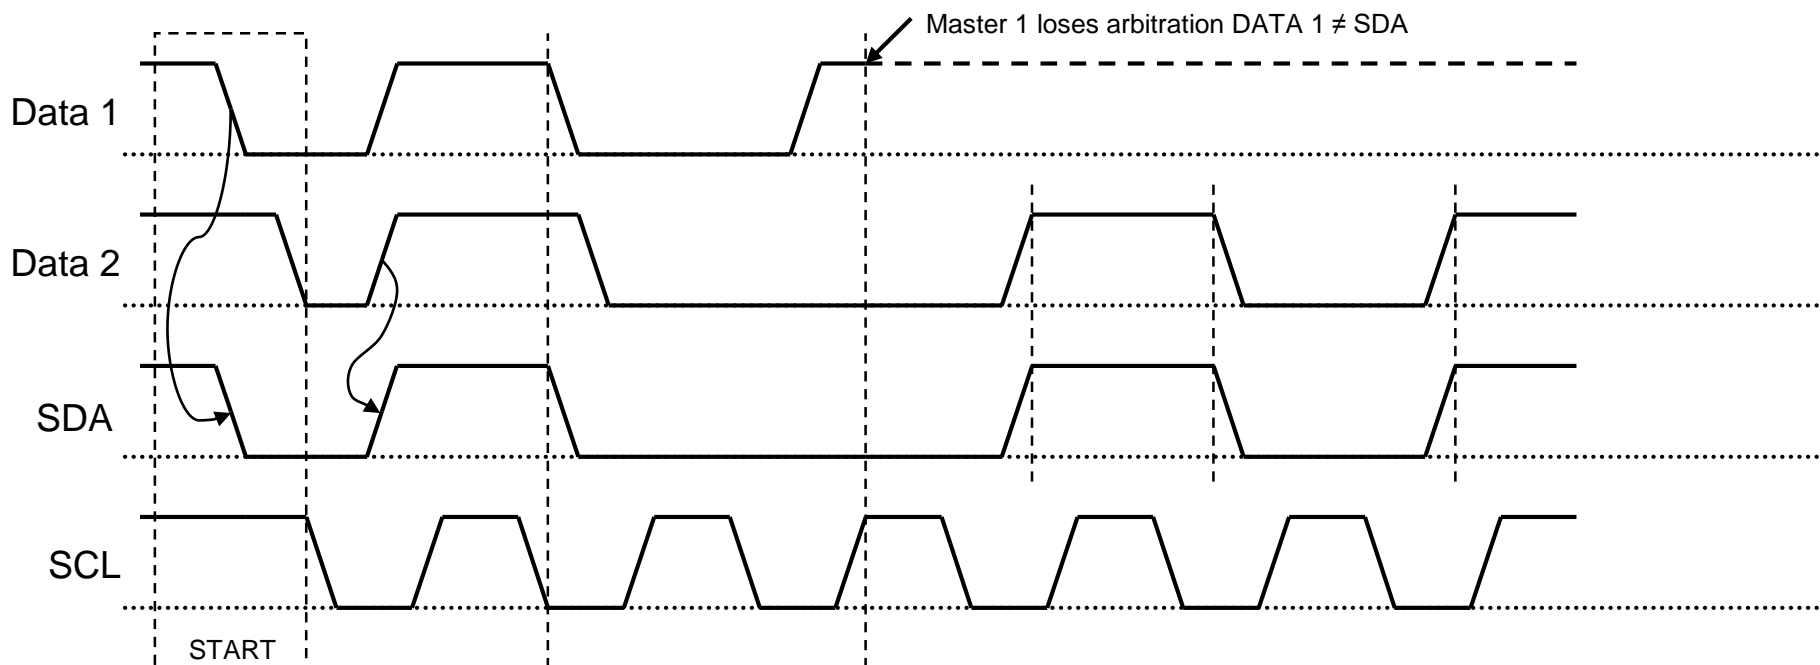 Master 1 loses arbitration DATA 1 ≠ SDA
Data 1
Data 2
SDA
SCL
START